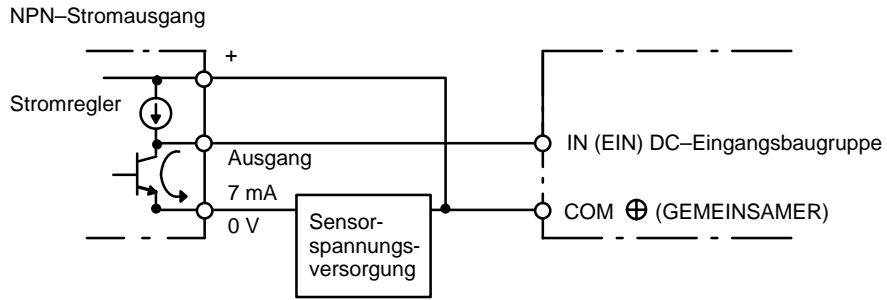 NPN–Stromausgang
+
Stromregler
Ausgang
IN (EIN) DC–Eingangsbaugruppe
7 mA
0 V
Sensor-
spannungs-
versorgung
COM ⊕ (GEMEINSAMER)